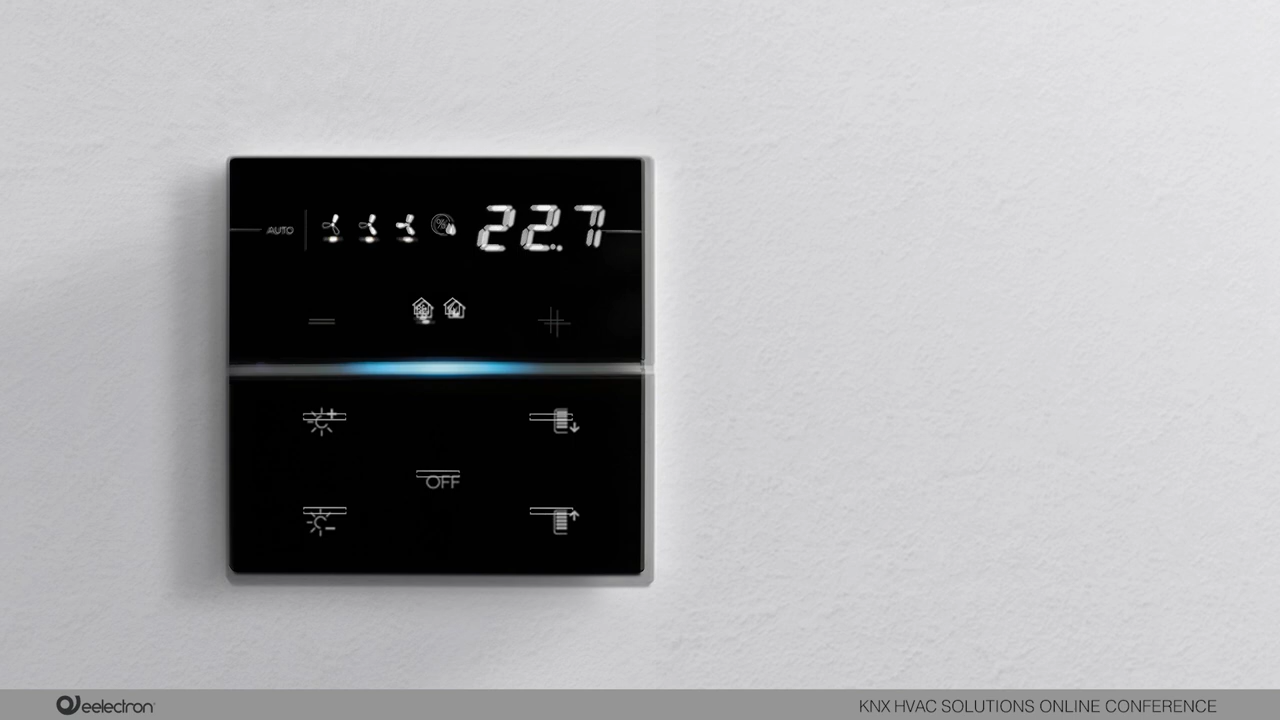 AUTO
%
22.7
OFF
eelectron
KNX HVAC SOLUTIONS ONLINE CONFERENCE